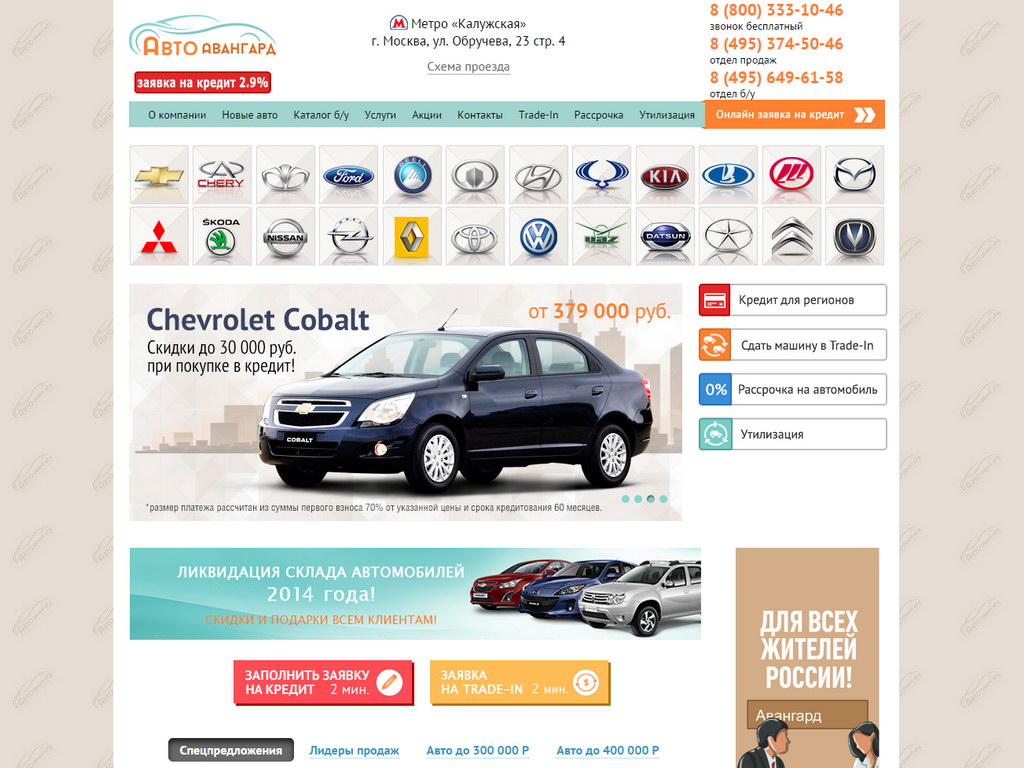 АВТО АВАНГАРД
заявка на кредит 2.9%
Метро «Калужская»
г. Москва, ул. Обручева, 23 стр. 4
Схема проезда
8 (800) 333-10-46
звонок бесплатный
8 (495) 374-50-46
отдел продаж
8 (495) 649-61-58
отдел б/у
О компании Новые авто Каталог б/у Услуги Акции Контакты Trade-In Рассрочка Утилизация Онлайн заявка на кредит
CHERY Ford KIA
ŠKODA NISSAN UAZ DATSUN
Chevrolet Cobalt
от 379 000 руб.
Скидки до 30 000 руб.
при покупке в кредит!
COBALT
*размер платежа рассчитан из суммы первого взноса 70% от указанной цены и срока кредитования 60 месяцев.
Кредит для регионов
Сдать машину в Trade-In
0% Рассрочка на автомобиль
Утилизация
ЛИКВИДАЦИЯ СКЛАДА АВТОМОБИЛЕЙ
2014 года!
СКИДКИ И ПОДАРКИ ВСЕМ КЛИЕНТАМ!
ЗАПОЛНИТЬ ЗАЯВКУ
НА КРЕДИТ 2 мин.
ЗАЯВКА
НА TRADE-IN 2 мин.
ДЛЯ ВСЕХ
ЖИТЕЛЕЙ
РОССИИ!
Авангард
Спецпредложения Лидеры продаж Авто до 300 000 Р Авто до 400 000 Р